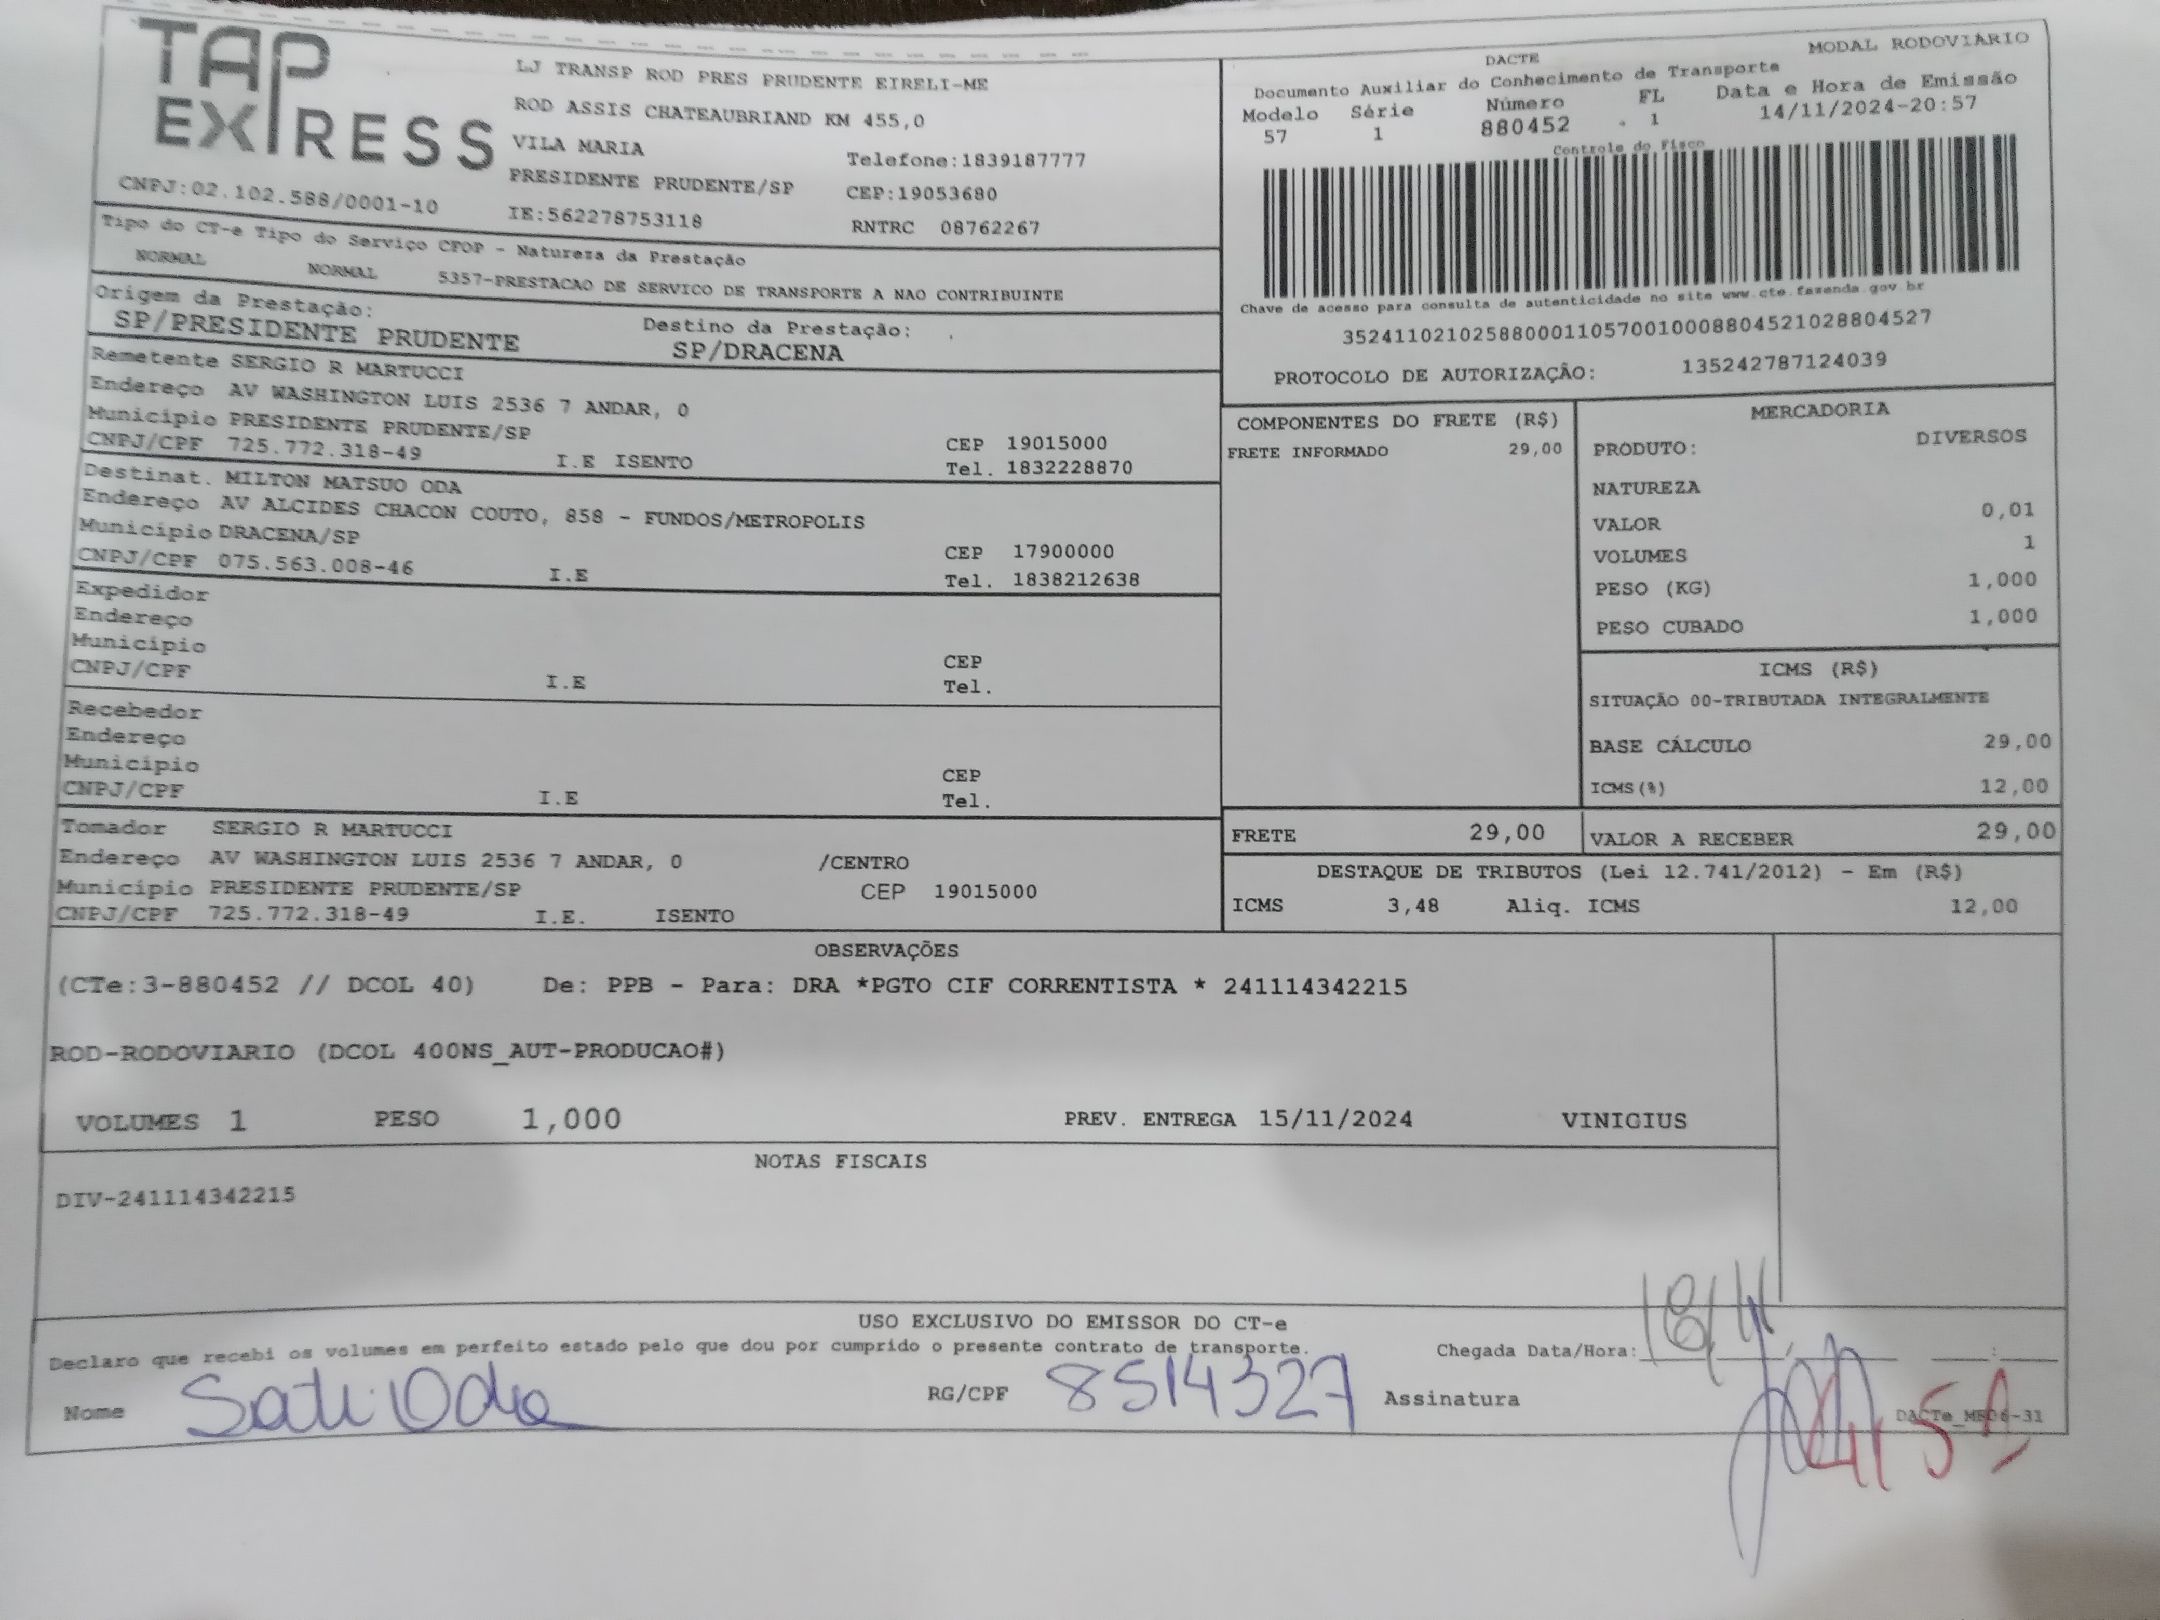 TAP
EXPRESS
LJ TRANSP ROD PRES PRUDENTE EIRELI-ME
ROD ASSIS CHATEAUBRIAND KM 455,0
VILA MARIA
Telefone:1839187777
PRESIDENTE PRUDENTE/SP
CEP:19053680
CNPJ:02.102.588/0001-10
IE:562278753118
RNTRC 08762267
DACTE
MODAL RODOVIÁRIO
Documento Auxiliar do Conhecimento de Transporte
Modelo Série Número FL Data e Hora de Emissão
57 1 880452 1 14/11/2024-20:57
Controle do Fisco
Chave de acesso para consulta de autenticidade no site www.cte.fazenda.gov.br
35241102102588000110570010008804521028804527
PROTOCOLO DE AUTORIZAÇÃO: 135242787124039
Tipo do CT-e Tipo do Serviço CFOP - Natureza da Prestação
NORMAL NORMAL 5357-PRESTACAO DE SERVICO DE TRANSPORTE A NAO CONTRIBUINTE
Origem da Prestação: Destino da Prestação:
SP/PRESIDENTE PRUDENTE SP/DRACENA
Remetente SERGIO R MARTUCCI
Endereço AV WASHINGTON LUIS 2536 7 ANDAR, 0
Município PRESIDENTE PRUDENTE/SP CEP 19015000
CNPJ/CPF 725.772.318-49 I.E ISENTO Tel. 1832228870
Destinat. MILTON MATSUO ODA
Endereço AV ALCIDES CHACON COUTO, 858 - FUNDOS/METROPOLIS
Município DRACENA/SP CEP 17900000
CNPJ/CPF 075.563.008-46 I.E Tel. 1838212638
Expedidor
Endereço
Município CEP
CNPJ/CPF I.E Tel.
Recebedor
Endereço
Município CEP
CNPJ/CPF I.E Tel.
Tomador SERGIO R MARTUCCI
Endereço AV WASHINGTON LUIS 2536 7 ANDAR, 0 /CENTRO
Município PRESIDENTE PRUDENTE/SP CEP 19015000
CNPJ/CPF 725.772.318-49 I.E. ISENTO
COMPONENTES DO FRETE (R$)
FRETE INFORMADO 29,00
MERCADORIA
PRODUTO: DIVERSOS
NATUREZA
VALOR 0,01
VOLUMES 1
PESO (KG) 1,000
PESO CUBADO 1,000
ICMS (R$)
SITUAÇÃO 00-TRIBUTADA INTEGRALMENTE
BASE CÁLCULO 29,00
ICMS(%) 12,00
FRETE 29,00 VALOR A RECEBER 29,00
DESTAQUE DE TRIBUTOS (Lei 12.741/2012) - Em (R$)
ICMS 3,48 Aliq. ICMS 12,00
OBSERVAÇÕES
(CTe:3-880452 // DCOL 40) De: PPB - Para: DRA *PGTO CIF CORRENTISTA * 241114342215
ROD-RODOVIARIO (DCOL 400NS_AUT-PRODUCAO#)
VOLUMES 1 PESO 1,000 PREV. ENTREGA 15/11/2024 VINICIUS
NOTAS FISCAIS
DIV-241114342215
USO EXCLUSIVO DO EMISSOR DO CT-e
Declaro que recebi os volumes em perfeito estado pelo que dou por cumprido o presente contrato de transporte.
Chegada Data/Hora: 18/11
Nome Sati Oda RG/CPF 8514327 Assinatura